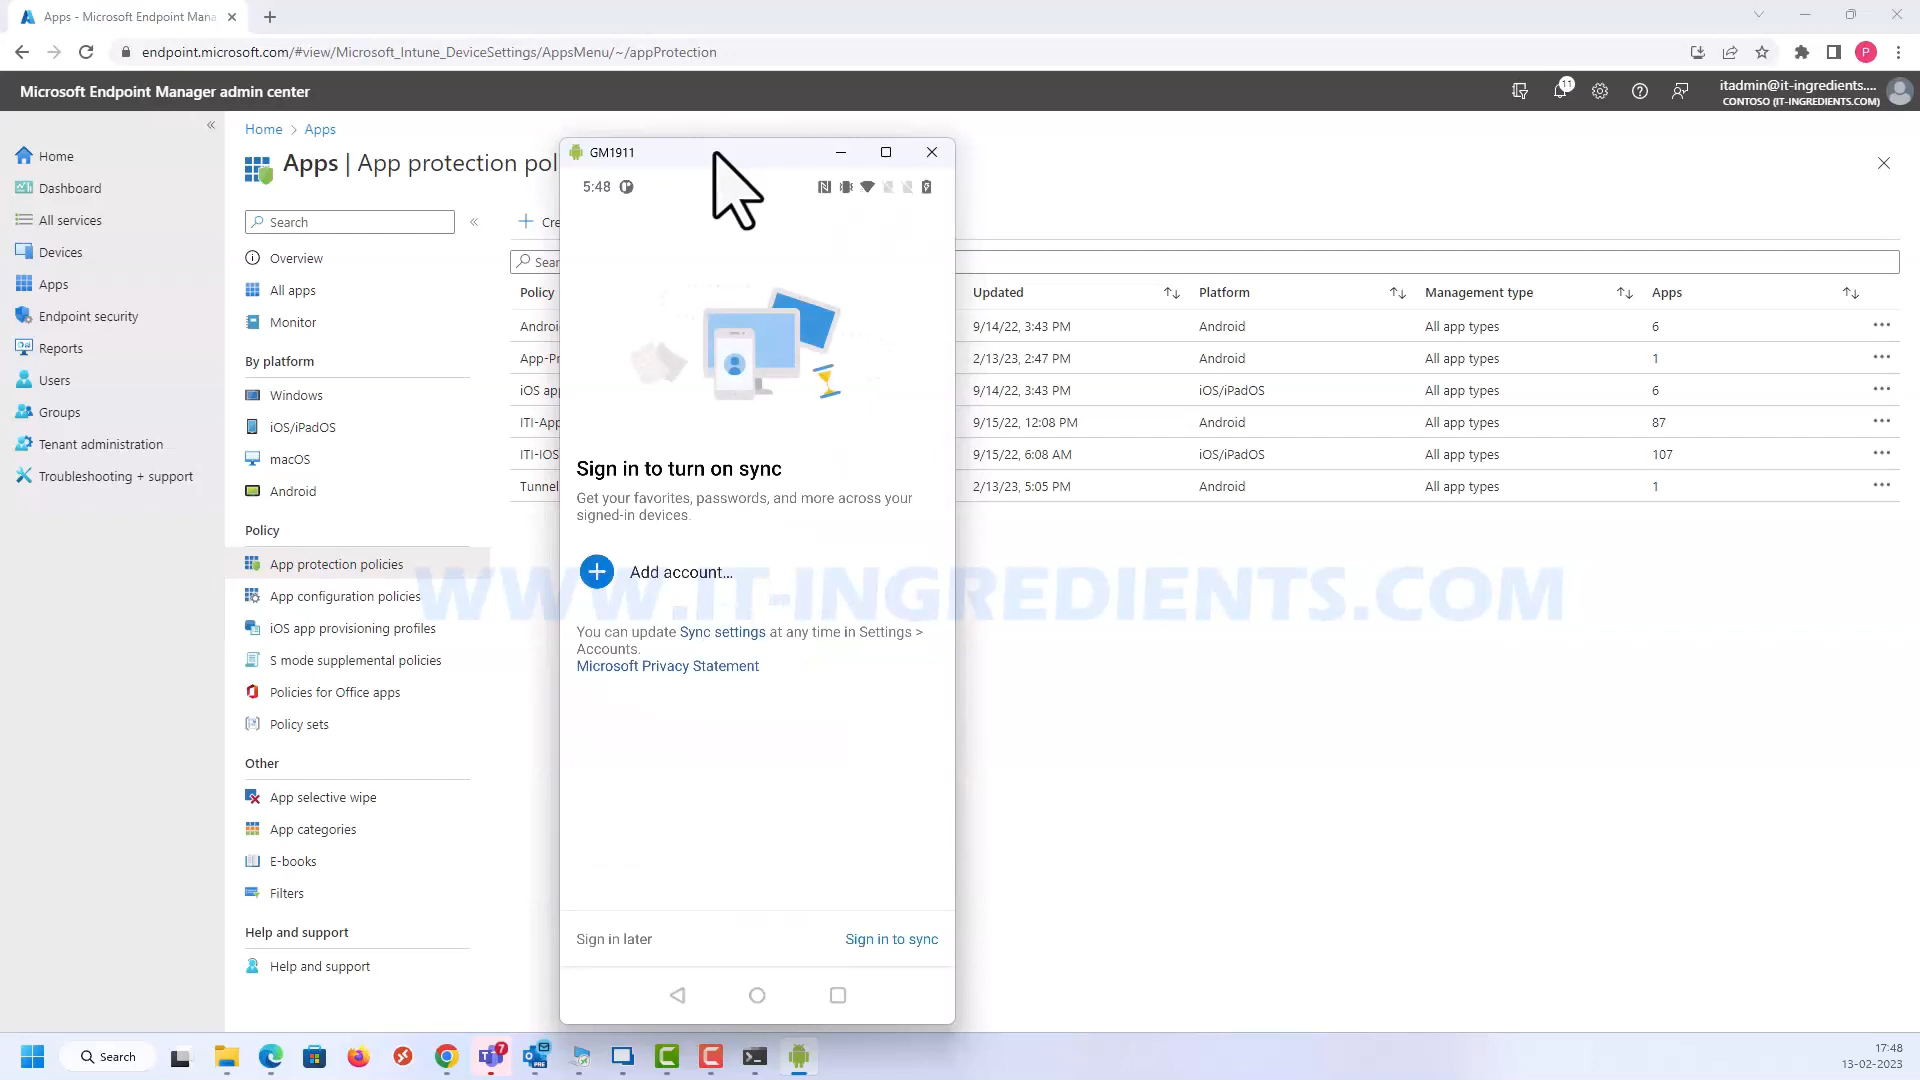 Apps - Microsoft Endpoint Mana
endpoint.microsoft.com/#view/Microsoft_Intune_DeviceSettings/AppsMenu/~/appProtection
P
Microsoft Endpoint Manager admin center
11
itadmin@it-ingredients....
CONTOSO (IT-INGREDIENTS.COM)
Home
Dashboard
All services
Devices
Apps
Endpoint security
Reports
Users
Groups
Tenant administration
Troubleshooting + support
Home > Apps
Apps | App protection pol
Search
Overview
All apps
Monitor
By platform
Windows
iOS/iPadOS
macOS
Android
Policy
App protection policies
App configuration policies
iOS app provisioning profiles
S mode supplemental policies
Policies for Office apps
Policy sets
Other
App selective wipe
App categories
E-books
Filters
Help and support
Help and support
Cre
Sear
Policy Updated Platform Management type Apps
Androi 9/14/22, 3:43 PM Android All app types 6
App-Pr 2/13/23, 2:47 PM Android All app types 1
iOS app 9/14/22, 3:43 PM iOS/iPadOS All app types 6
ITI-App 9/15/22, 12:08 PM Android All app types 87
ITI-IOS 9/15/22, 6:08 AM iOS/iPadOS All app types 107
Tunnel 2/13/23, 5:05 PM Android All app types 1
GM1911
5:48
Sign in to turn on sync
Get your favorites, passwords, and more across your
signed-in devices.
Add account...
You can update Sync settings at any time in Settings >
Accounts.
Microsoft Privacy Statement
Sign in later Sign in to sync
WWW.IT-INGREDIENTS.COM
Search
7
PRE
17:48
13-02-2023